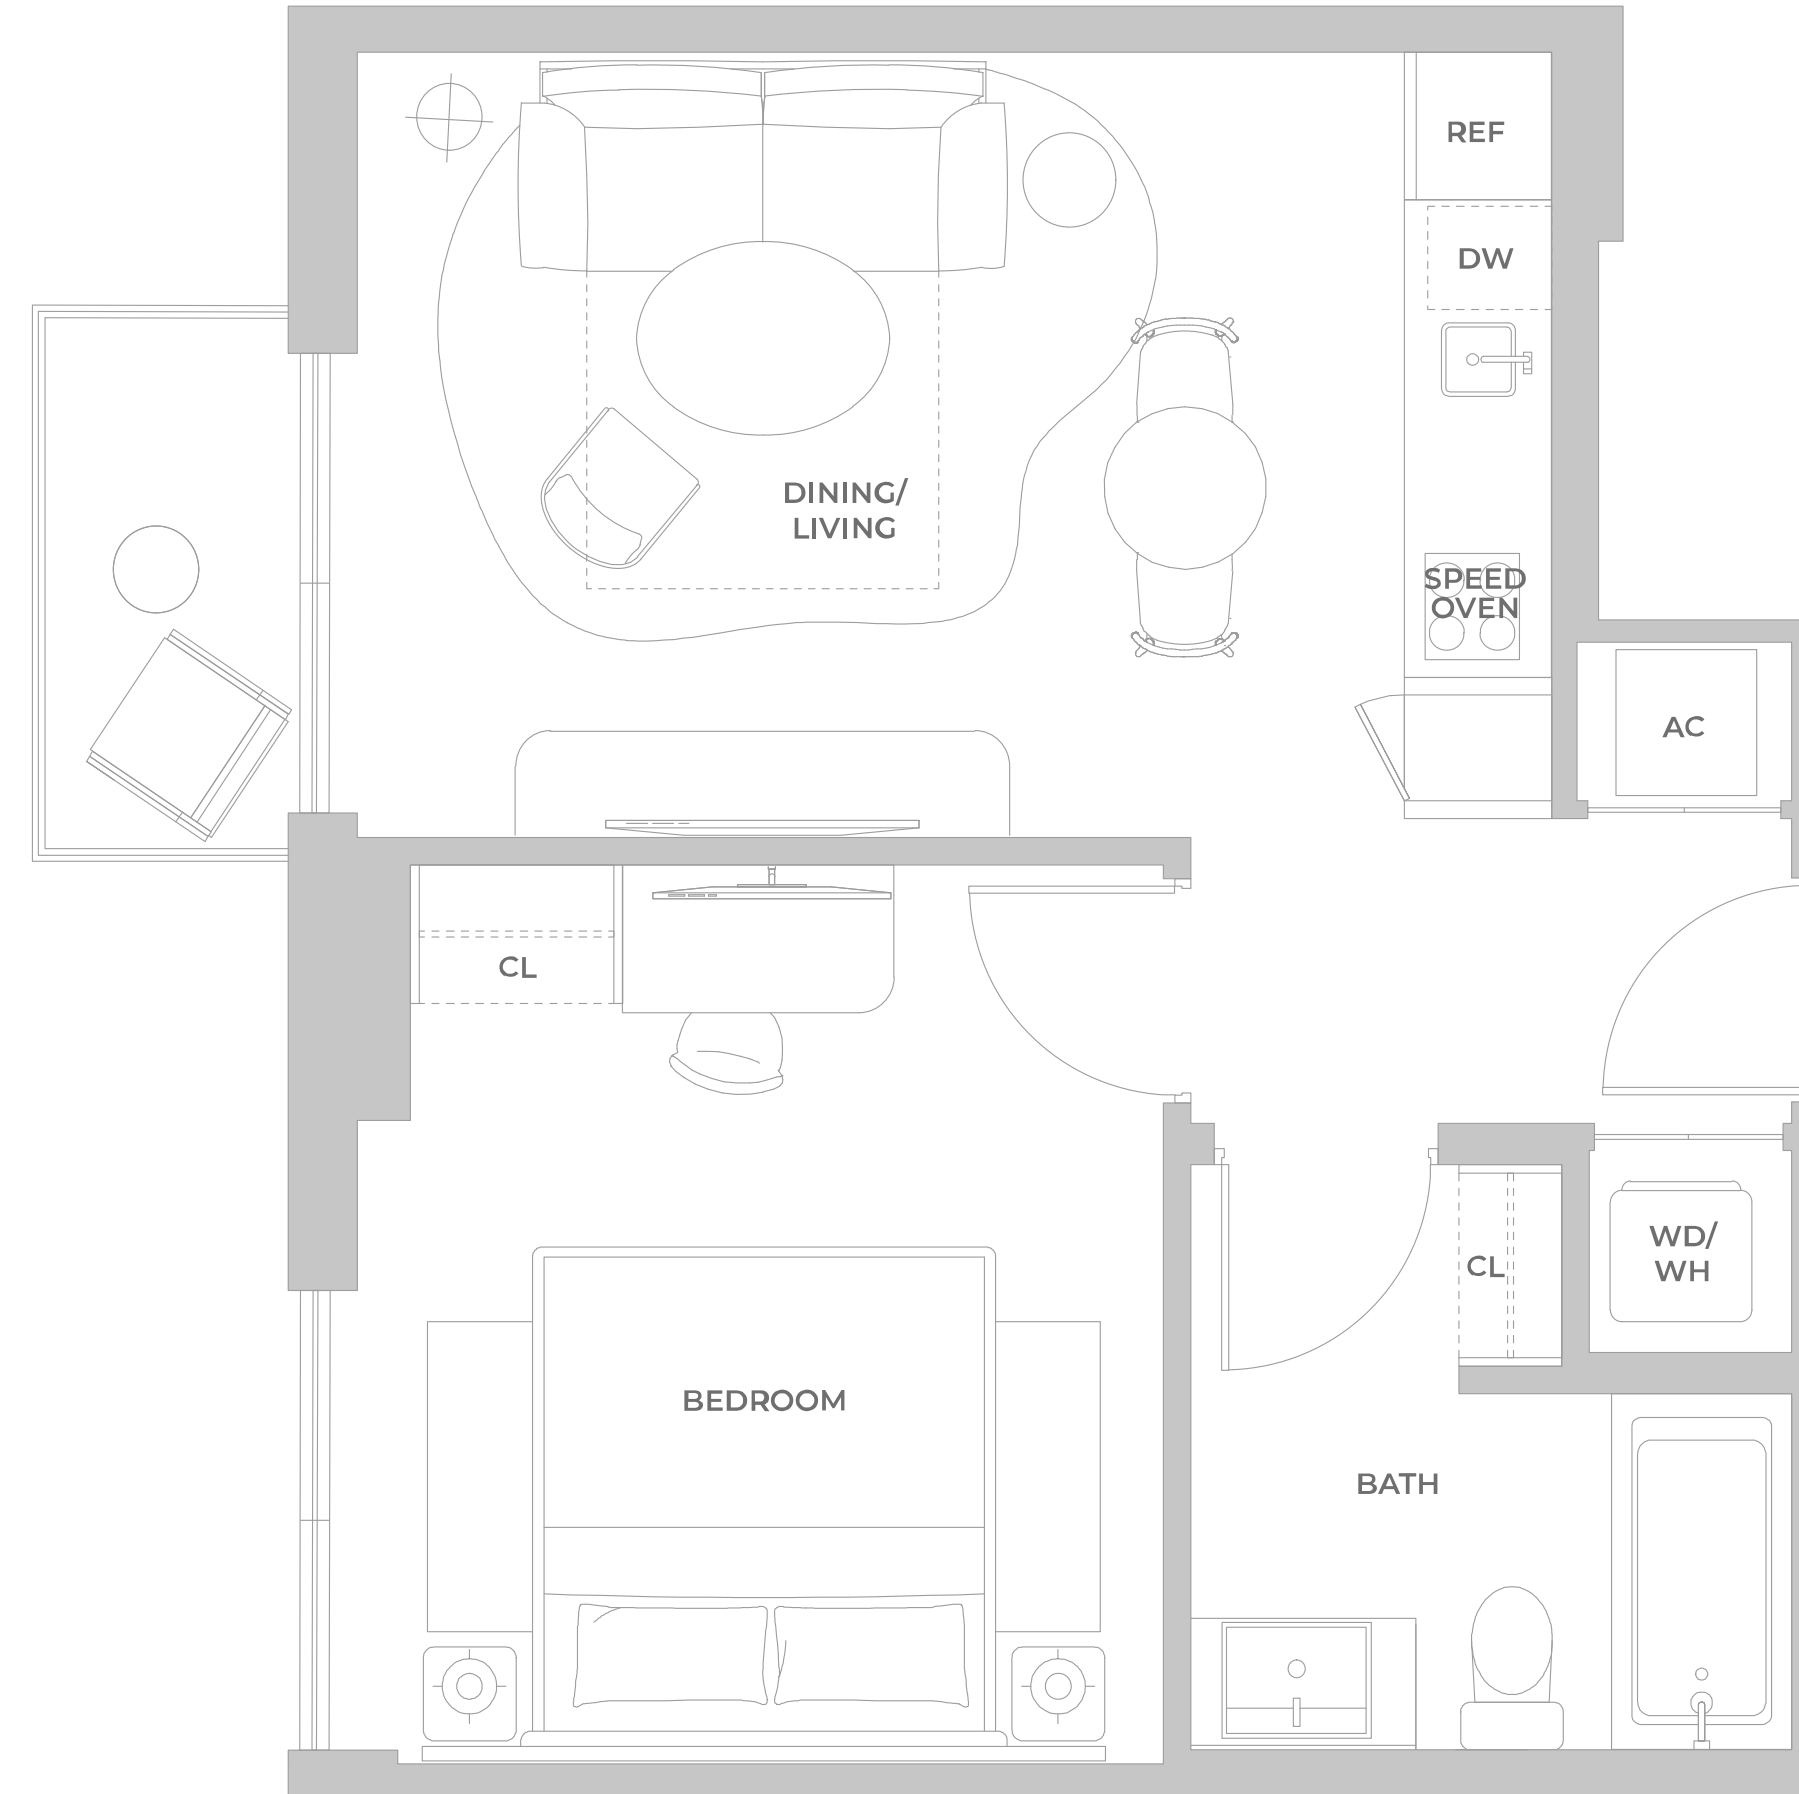 REF
DW
DINING/
LIVING
SPEED
OVEN
AC
CL
WD/
WH
CL
BEDROOM
BATH